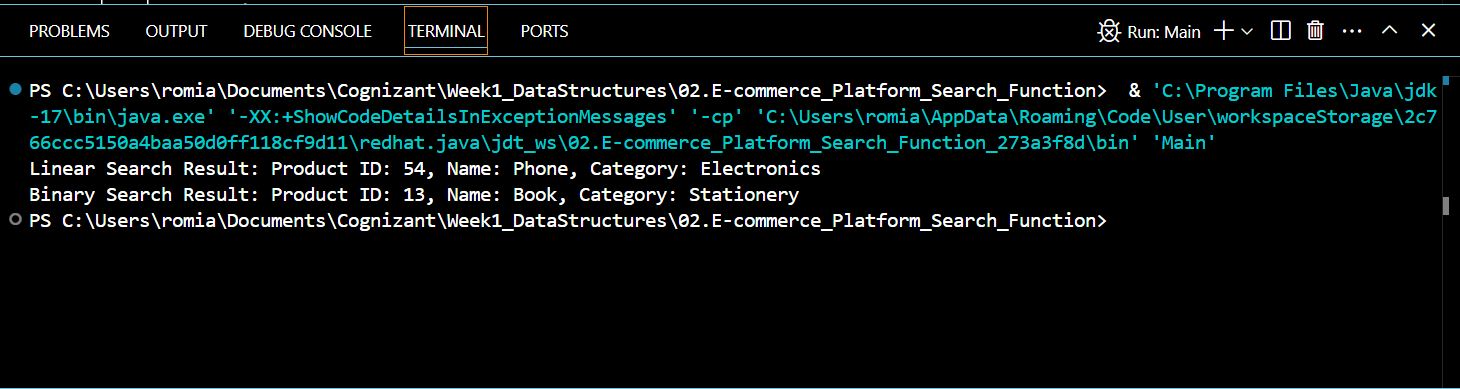 PROBLEMS OUTPUT DEBUG CONSOLE TERMINAL PORTS Run: Main
PS C:\Users\romia\Documents\Cognizant\Week1_DataStructures\02.E-commerce_Platform_Search_Function>  & 'C:\Program Files\Java\jdk
-17\bin\java.exe' '-XX:+ShowCodeDetailsInExceptionMessages' '-cp' 'C:\Users\romia\AppData\Roaming\Code\User\workspaceStorage\2c7
66ccc5150a4baa50d0ff118cf9d11\redhat.java\jdt_ws\02.E-commerce_Platform_Search_Function_273a3f8d\bin' 'Main'
Linear Search Result: Product ID: 54, Name: Phone, Category: Electronics
Binary Search Result: Product ID: 13, Name: Book, Category: Stationery
PS C:\Users\romia\Documents\Cognizant\Week1_DataStructures\02.E-commerce_Platform_Search_Function>